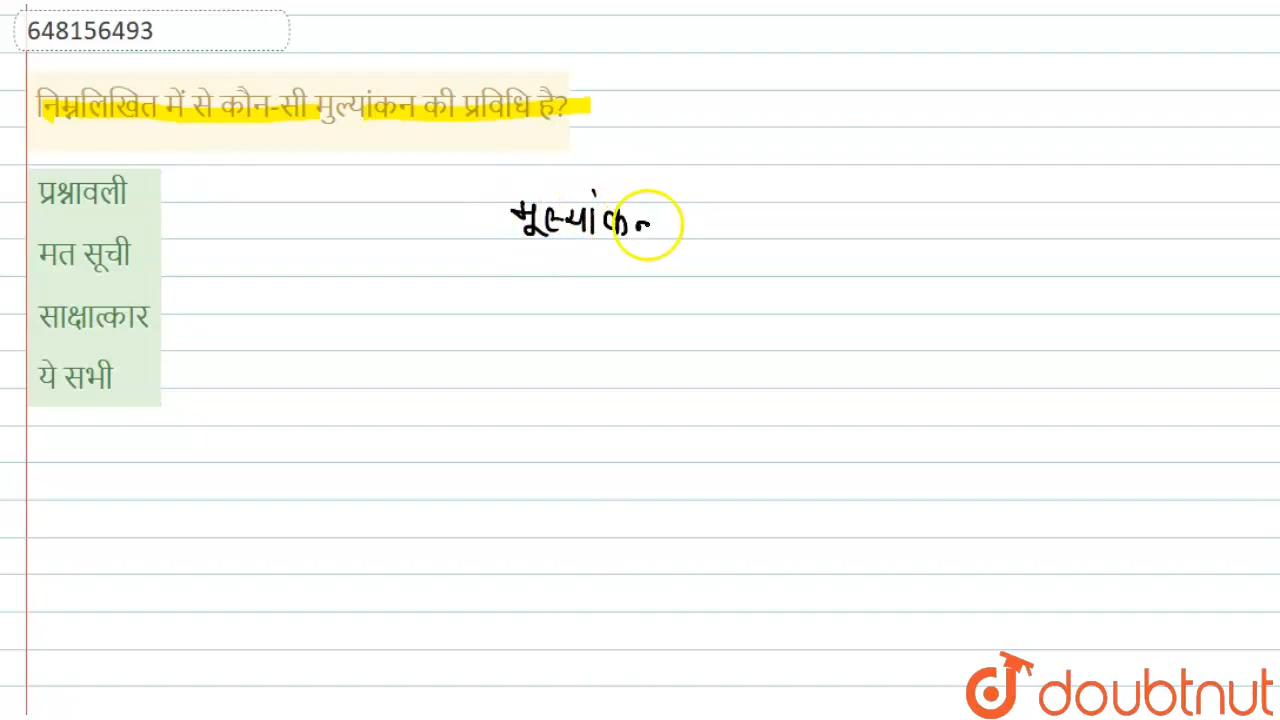 648156493
निम्नलिखित में से कौन-सी मुल्यांकन की प्रविधि है?
प्रश्नावली
मत सूची
साक्षात्कार
ये सभी
मूल्यांकन
doubtnut